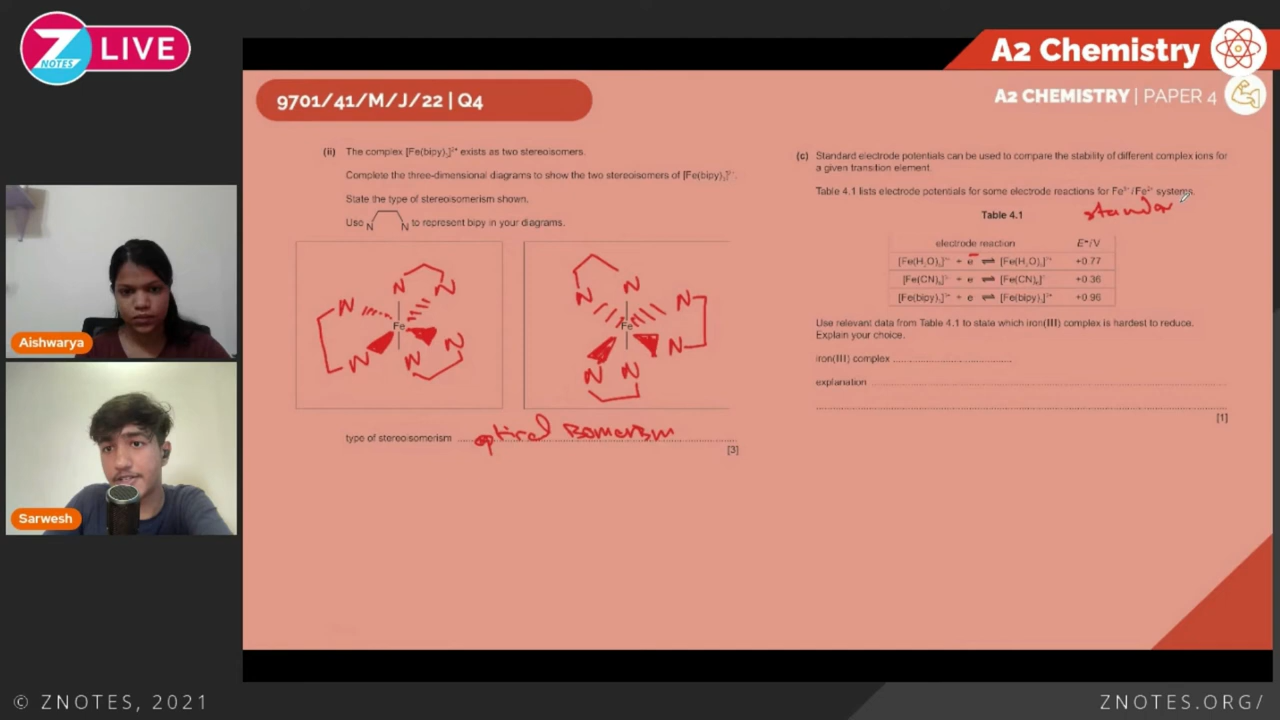 Z NOTES LIVE
A2 Chemistry
9701/41/M/J/22 | Q4
A2 CHEMISTRY | PAPER 4
(ii) The complex [Fe(bipy)₃]²⁺ exists as two stereoisomers.
Complete the three-dimensional diagrams to show the two stereoisomers of [Fe(bipy)₃]²⁺.
State the type of stereoisomerism shown.
Use N N to represent bipy in your diagrams.
N N N N N N Fe
N N N N N N Fe
type of stereoisomerism optical isomerism
[3]
(c) Standard electrode potentials can be used to compare the stability of different complex ions for
a given transition element.
Table 4.1 lists electrode potentials for some electrode reactions for Fe³⁺/Fe²⁺ systems.
standar
Table 4.1
electrode reaction E°/V
[Fe(H₂O)₆]³⁺ + e ⇌ [Fe(H₂O)₆]²⁺ +0.77
[Fe(CN)₆]³⁻ + e ⇌ [Fe(CN)₆]⁴⁻ +0.36
[Fe(bipy)₃]³⁺ + e ⇌ [Fe(bipy)₃]²⁺ +0.96
Use relevant data from Table 4.1 to state which iron(III) complex is hardest to reduce.
Explain your choice.
iron(III) complex
explanation
[1]
Aishwarya
Sarwesh
© ZNOTES, 2021
ZNOTES.ORG/